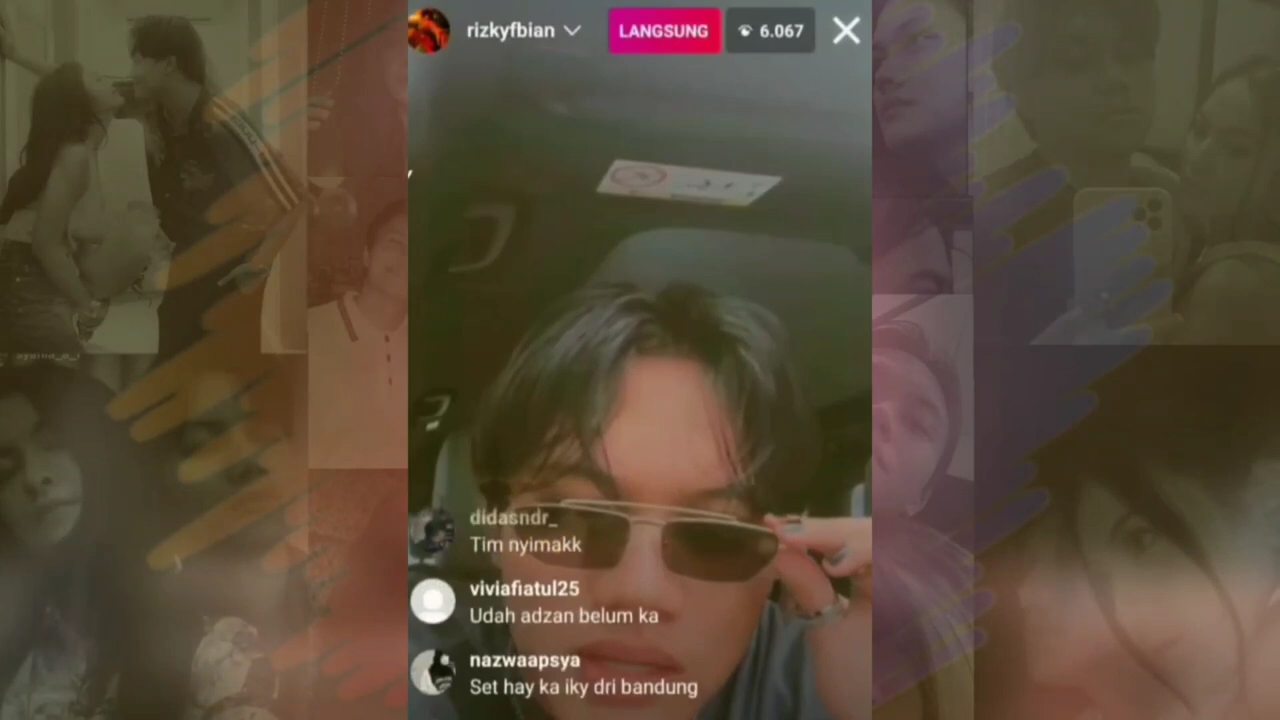 rizkyfbian
LANGSUNG
6.067
didasndr_
Tim nyimakk
viviafiatul25
Udah adzan belum ka
nazwaapsya
Set hay ka iky dri bandung